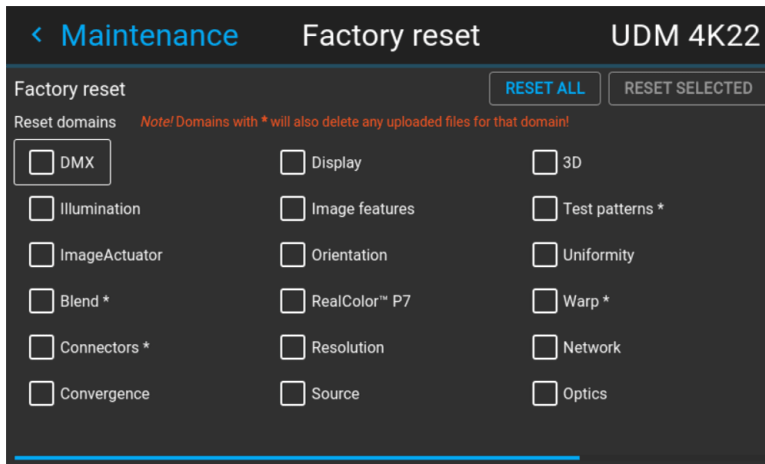 Maintenance Factory reset UDM 4K22
Factory reset RESET ALL RESET SELECTED
Reset domains Note! Domains with * will also delete any uploaded files for that domain!
DMX Display 3D
Illumination Image features Test patterns *
ImageActuator Orientation Uniformity
Blend * RealColor™ P7 Warp *
Connectors * Resolution Network
Convergence Source Optics